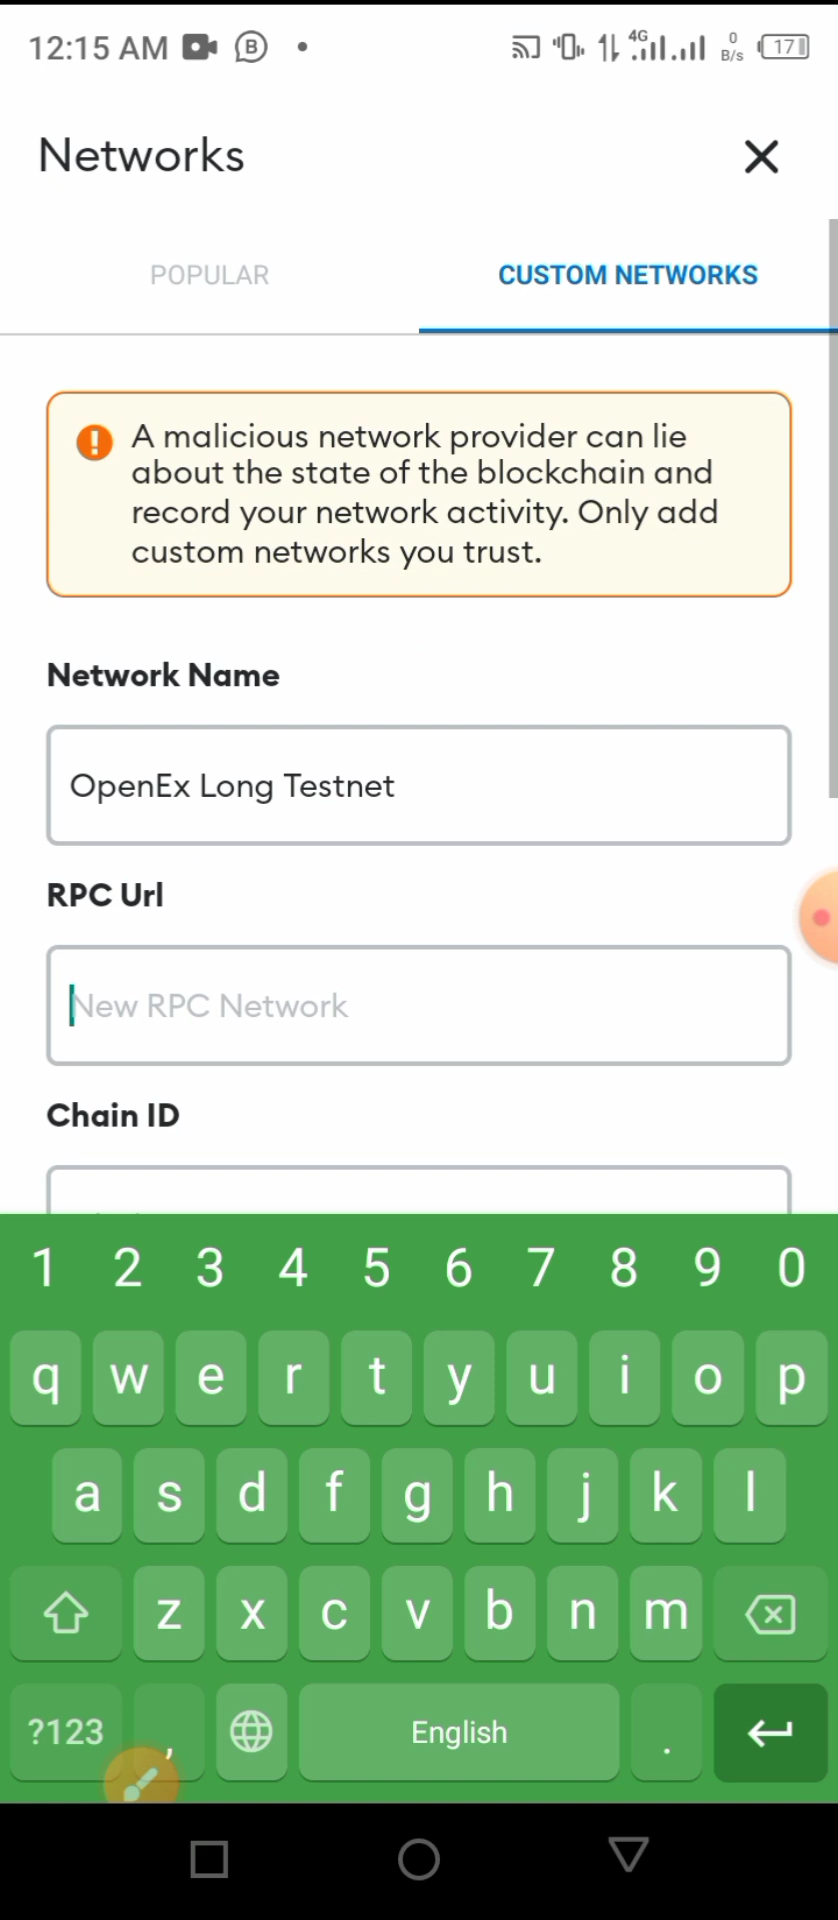 12:15 AM B 4G 0 B/s 17
Networks
POPULAR CUSTOM NETWORKS
A malicious network provider can lie
about the state of the blockchain and
record your network activity. Only add
custom networks you trust.
Network Name
OpenEx Long Testnet
RPC Url
New RPC Network
Chain ID
1 2 3 4 5 6 7 8 9 0
q w e r t y u i o p
a s d f g h j k l
z x c v b n m
?123 , English .